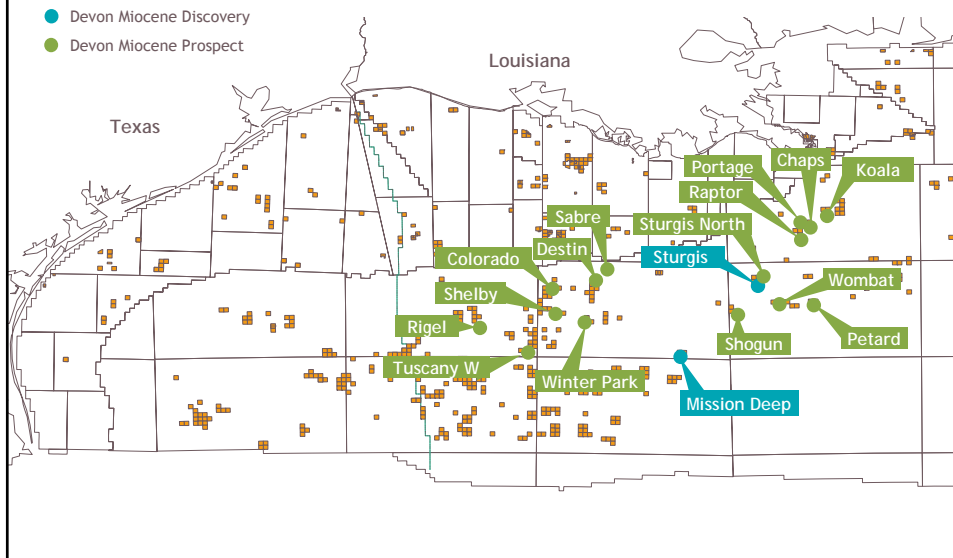 Devon Miocene Discovery
Devon Miocene Prospect
Louisiana
Texas
Chaps
Portage
Koala
Raptor
Sabre
Sturgis North
Destin
Sturgis
Colorado
Wombat
Shelby
Rigel
Shogun
Petard
Tuscany W
Winter Park
Mission Deep